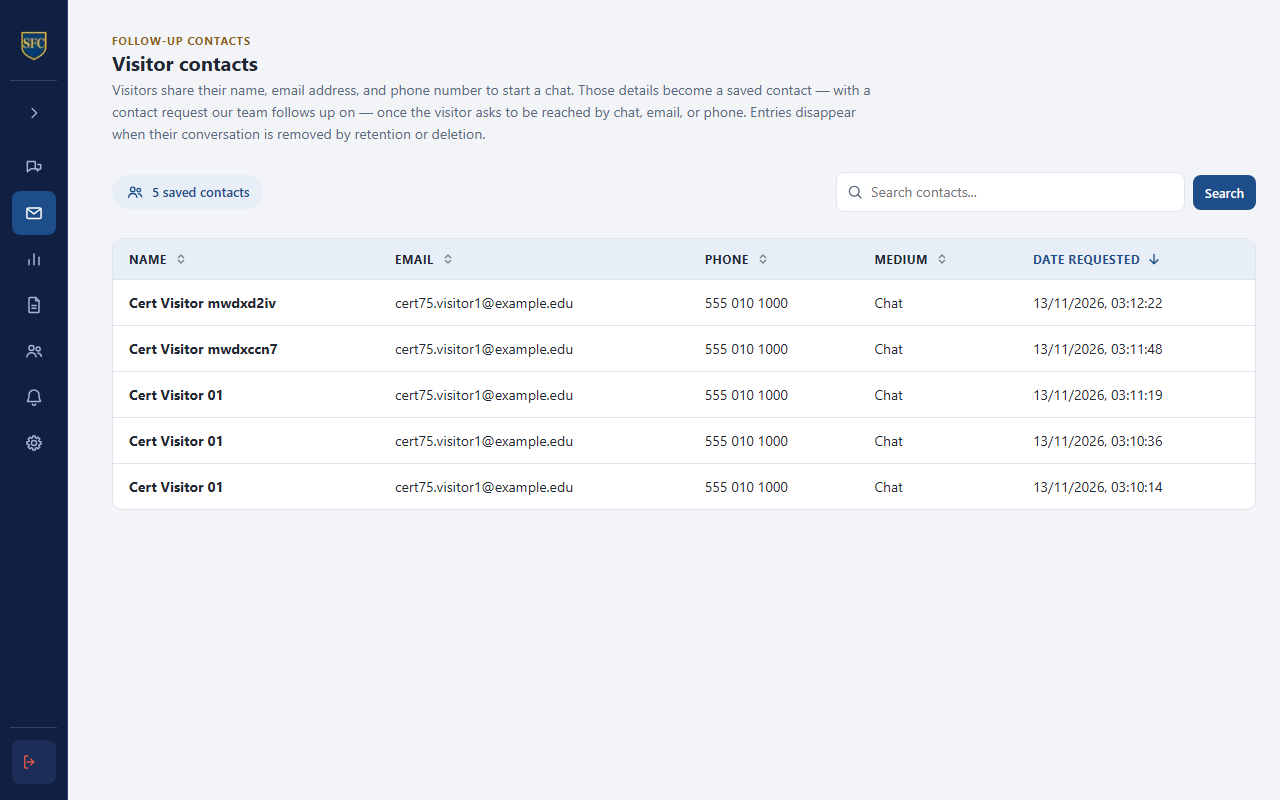 SFC
FOLLOW-UP CONTACTS
Visitor contacts
Visitors share their name, email address, and phone number to start a chat. Those details become a saved contact — with a
contact request our team follows up on — once the visitor asks to be reached by chat, email, or phone. Entries disappear
when their conversation is removed by retention or deletion.
5 saved contacts
Search contacts...
Search
NAME EMAIL PHONE MEDIUM DATE REQUESTED
Cert Visitor mwdxd2iv cert75.visitor1@example.edu 555 010 1000 Chat 13/11/2026, 03:12:22
Cert Visitor mwdxccn7 cert75.visitor1@example.edu 555 010 1000 Chat 13/11/2026, 03:11:48
Cert Visitor 01 cert75.visitor1@example.edu 555 010 1000 Chat 13/11/2026, 03:11:19
Cert Visitor 01 cert75.visitor1@example.edu 555 010 1000 Chat 13/11/2026, 03:10:36
Cert Visitor 01 cert75.visitor1@example.edu 555 010 1000 Chat 13/11/2026, 03:10:14